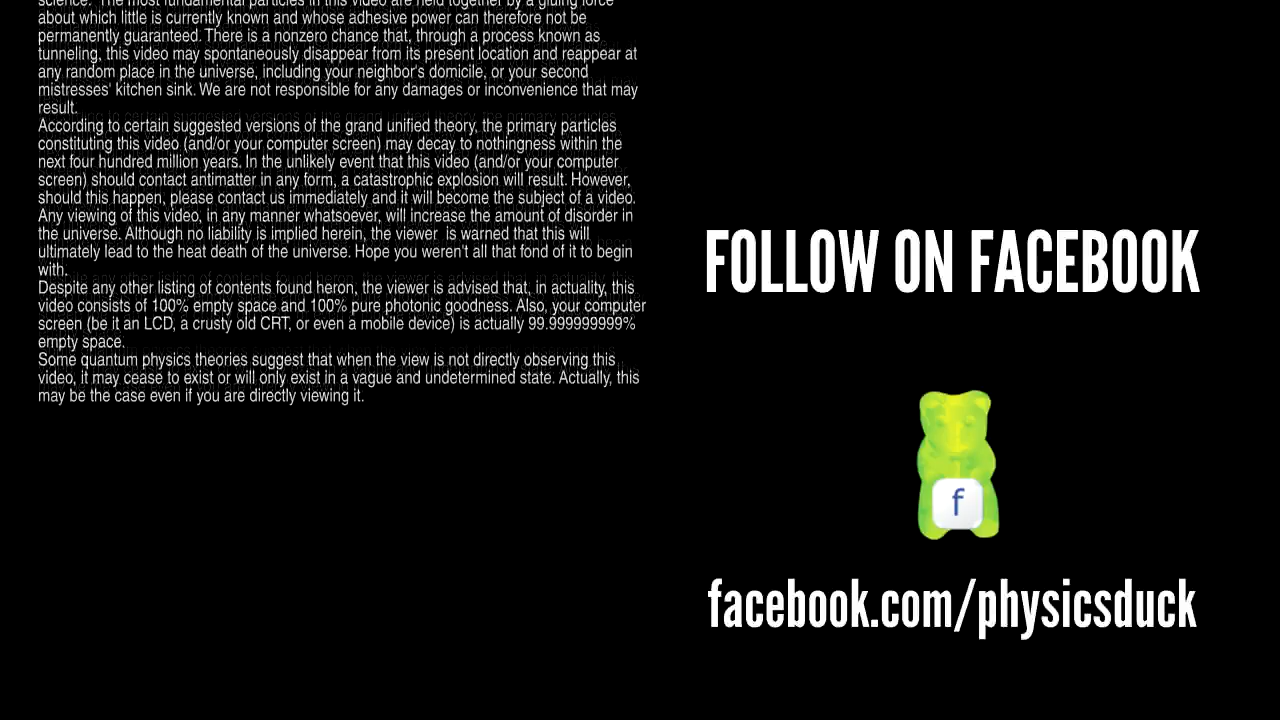 science. The most fundamental particles in this video are held together by a gluing force
about which little is currently known and whose adhesive power can therefore not be
permanently guaranteed. There is a nonzero chance that, through a process known as
tunneling, this video may spontaneously disappear from its present location and reappear at
any random place in the universe, including your neighbor's domicile, or your second
mistresses' kitchen sink. We are not responsible for any damages or inconvenience that may
result.
According to certain suggested versions of the grand unified theory, the primary particles
constituting this video (and/or your computer screen) may decay to nothingness within the
next four hundred million years. In the unlikely event that this video (and/or your computer
screen) should contact antimatter in any form, a catastrophic explosion will result. However,
should this happen, please contact us immediately and it will become the subject of a video.
Any viewing of this video, in any manner whatsoever, will increase the amount of disorder in
the universe. Although no liability is implied herein, the viewer is warned that this will
ultimately lead to the heat death of the universe. Hope you weren't all that fond of it to begin
with.
Despite any other listing of contents found heron, the viewer is advised that, in actuality, this
video consists of 100% empty space and 100% pure photonic goodness. Also, your computer
screen (be it an LCD, a crusty old CRT, or even a mobile device) is actually 99.999999999%
empty space.
Some quantum physics theories suggest that when the view is not directly observing this
video, it may cease to exist or will only exist in a vague and undetermined state. Actually, this
may be the case even if you are directly viewing it.
FOLLOW ON FACEBOOK
f
facebook.com/physicsduck